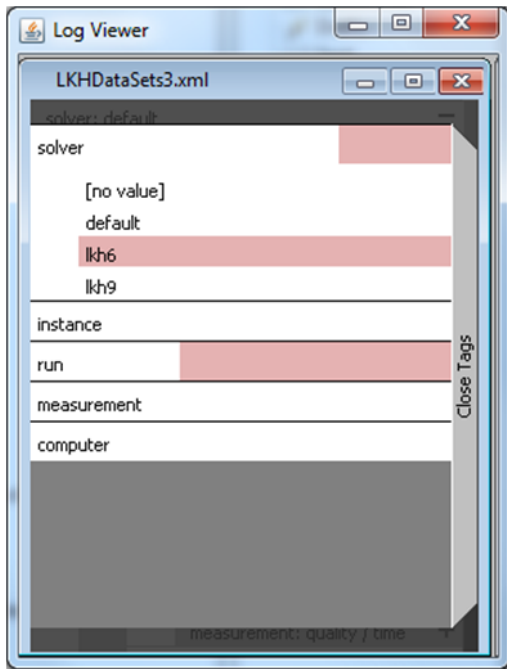 Log Viewer
LKHDataSets3.xml
solver: default
solver
[no value]
default
lkh6
lkh9
instance
run
measurement
computer
Close Tags
measurement: quality / time